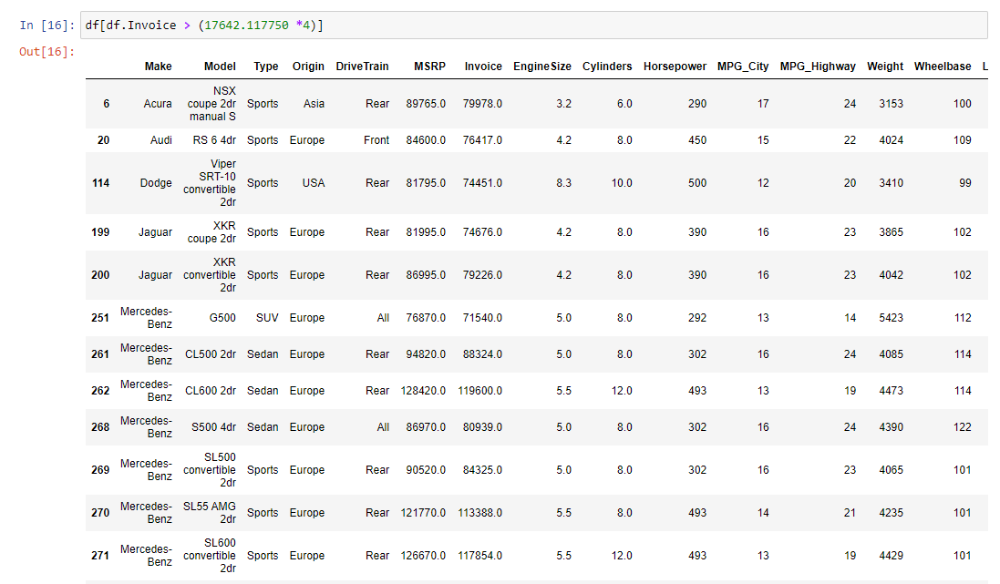 In [16]: df[df.Invoice > (17642.117750 *4)]
Out[16]:
Make Model Type Origin DriveTrain MSRP Invoice EngineSize Cylinders Horsepower MPG_City MPG_Highway Weight Wheelbase L
6 Acura NSX coupe 2dr manual S Sports Asia Rear 89765.0 79978.0 3.2 6.0 290 17 24 3153 100
20 Audi RS 6 4dr Sports Europe Front 84600.0 76417.0 4.2 8.0 450 15 22 4024 109
114 Dodge Viper SRT-10 convertible 2dr Sports USA Rear 81795.0 74451.0 8.3 10.0 500 12 20 3410 99
199 Jaguar XKR coupe 2dr Sports Europe Rear 81995.0 74676.0 4.2 8.0 390 16 23 3865 102
200 Jaguar XKR convertible 2dr Sports Europe Rear 86995.0 79226.0 4.2 8.0 390 16 23 4042 102
251 Mercedes-Benz G500 SUV Europe All 76870.0 71540.0 5.0 8.0 292 13 14 5423 112
261 Mercedes-Benz CL500 2dr Sedan Europe Rear 94820.0 88324.0 5.0 8.0 302 16 24 4085 114
262 Mercedes-Benz CL600 2dr Sedan Europe Rear 128420.0 119600.0 5.5 12.0 493 13 19 4473 114
268 Mercedes-Benz S500 4dr Sedan Europe All 86970.0 80939.0 5.0 8.0 302 16 24 4390 122
269 Mercedes-Benz SL500 convertible 2dr Sports Europe Rear 90520.0 84325.0 5.0 8.0 302 16 23 4065 101
270 Mercedes-Benz SL55 AMG 2dr Sports Europe Rear 121770.0 113388.0 5.5 8.0 493 14 21 4235 101
271 Mercedes-Benz SL600 convertible 2dr Sports Europe Rear 126670.0 117854.0 5.5 12.0 493 13 19 4429 101